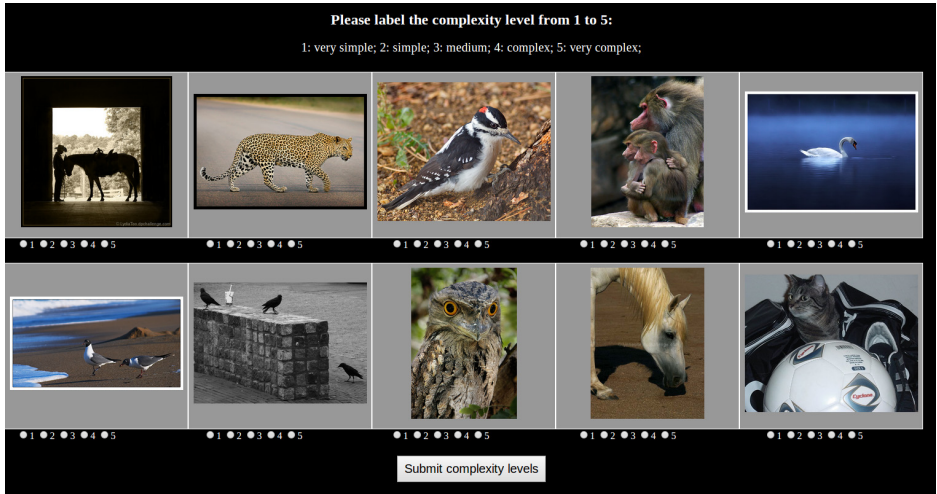 Please label the complexity level from 1 to 5:
1: very simple; 2: simple; 3: medium; 4: complex; 5: very complex;
1 2 3 4 5
1 2 3 4 5
1 2 3 4 5
1 2 3 4 5
1 2 3 4 5
Cyclone
1 2 3 4 5
1 2 3 4 5
1 2 3 4 5
1 2 3 4 5
1 2 3 4 5
Submit complexity levels